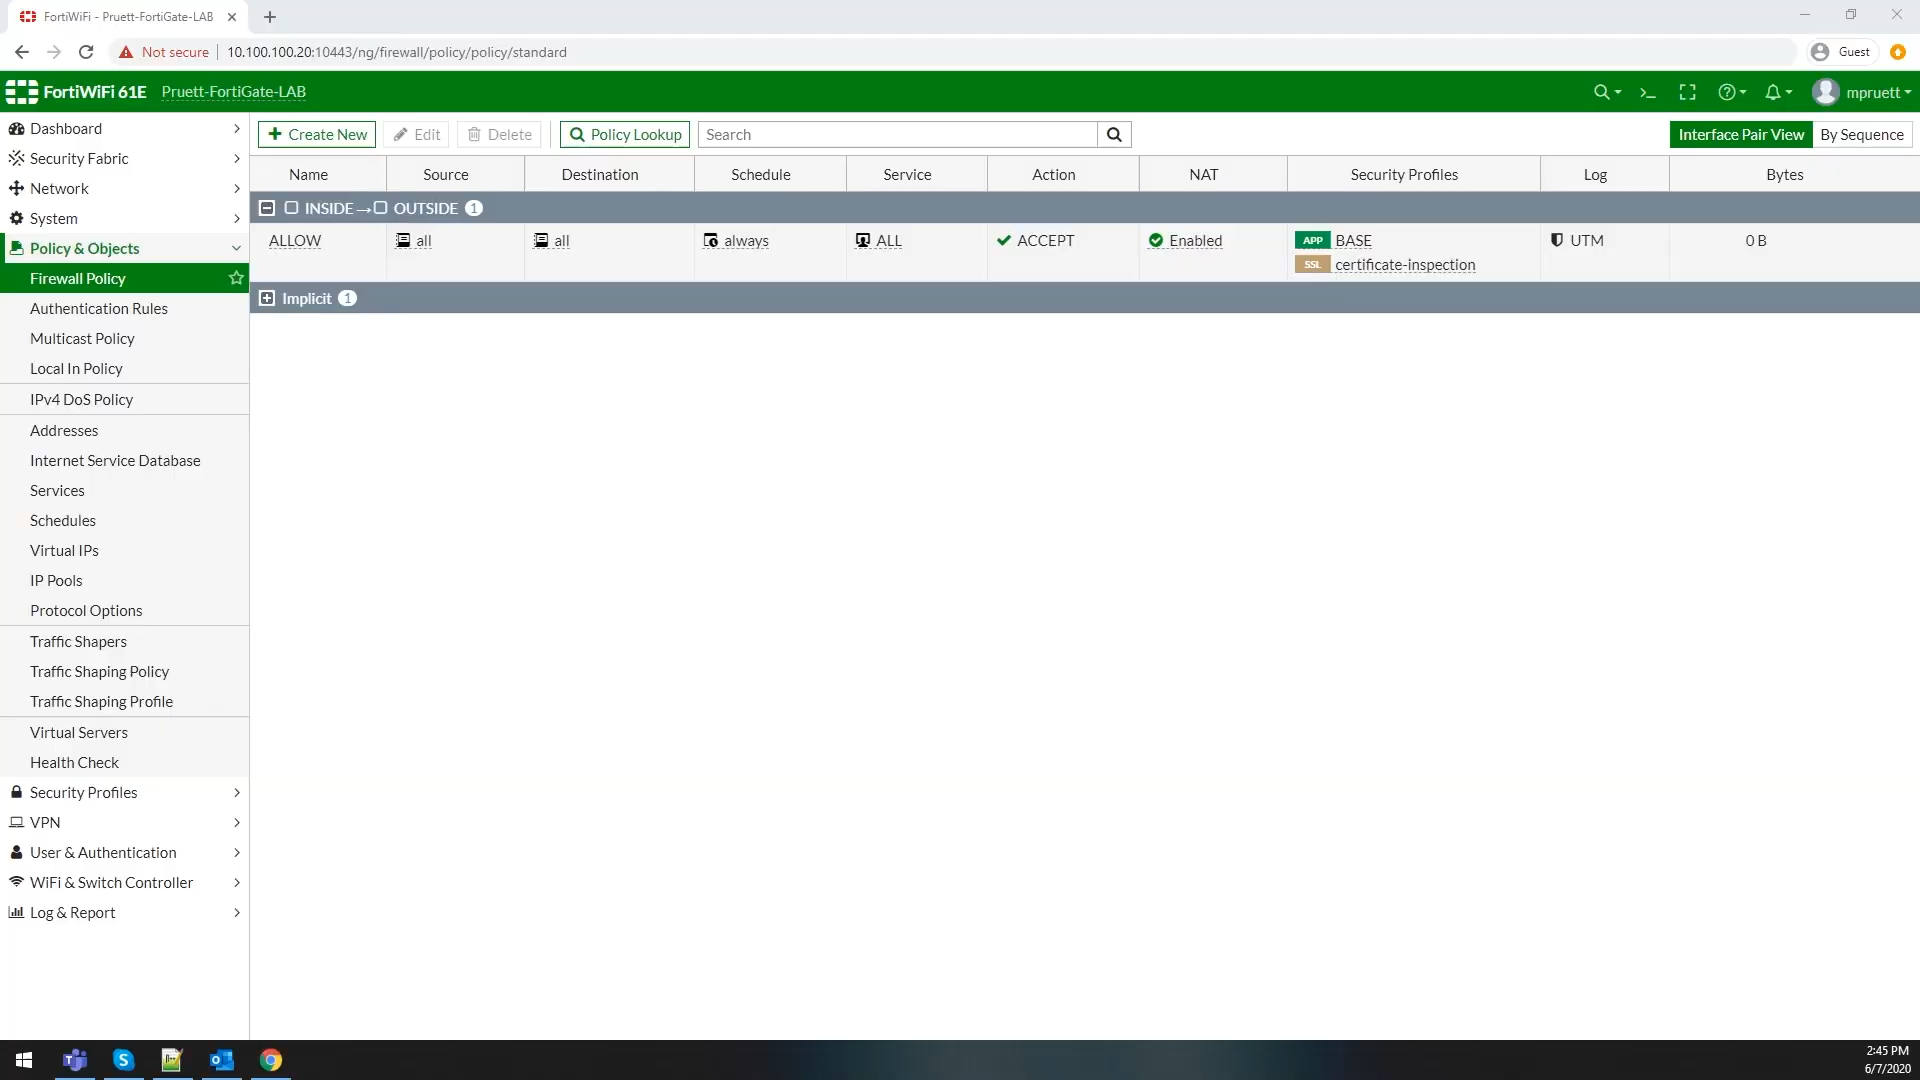 FortiWiFi - Pruett-FortiGate-LAB
Not secure
10.100.100.20:10443/ng/firewall/policy/policy/standard
Guest
FortiWiFi 61E
Pruett-FortiGate-LAB
mpruett
Dashboard
Security Fabric
Network
System
Policy & Objects
Firewall Policy
Authentication Rules
Multicast Policy
Local In Policy
IPv4 DoS Policy
Addresses
Internet Service Database
Services
Schedules
Virtual IPs
IP Pools
Protocol Options
Traffic Shapers
Traffic Shaping Policy
Traffic Shaping Profile
Virtual Servers
Health Check
Security Profiles
VPN
User & Authentication
WiFi & Switch Controller
Log & Report
Create New
Edit
Delete
Policy Lookup
Search
Interface Pair View
By Sequence
Name Source Destination Schedule Service Action NAT Security Profiles Log Bytes
INSIDE → OUTSIDE 1
ALLOW all all always ALL ACCEPT Enabled APP BASE UTM 0 B
SSL certificate-inspection
Implicit 1
2:45 PM
6/7/2020